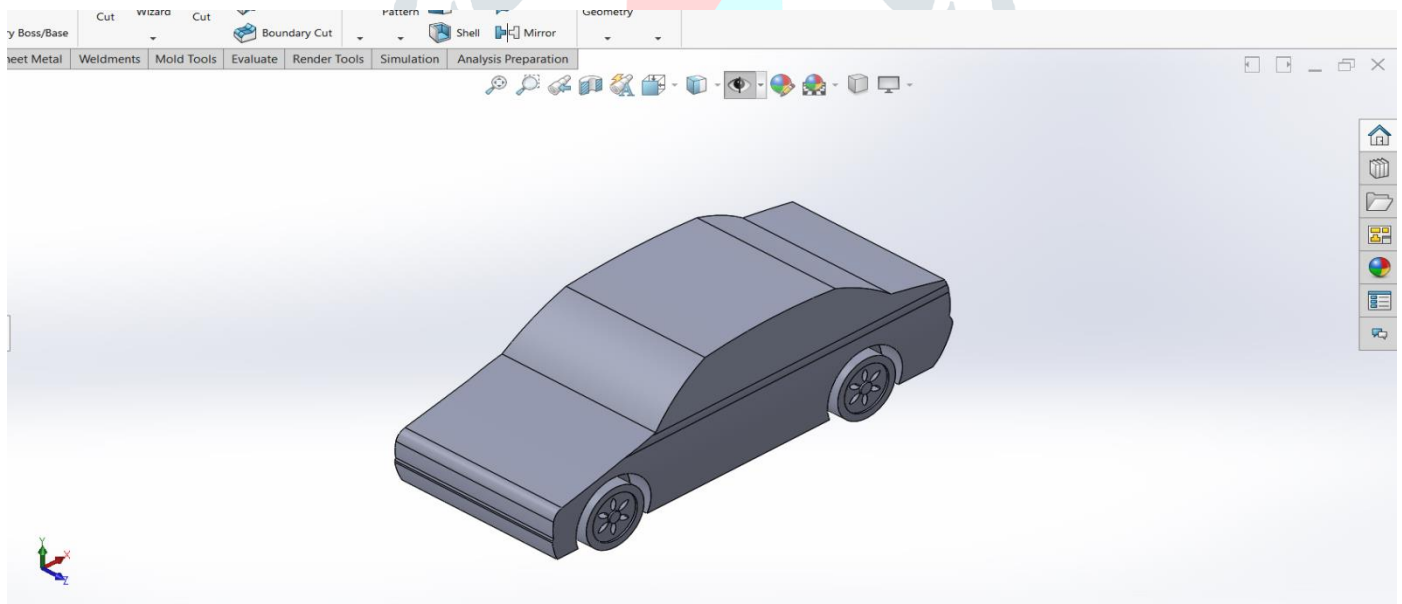 Cut Wizard Cut Pattern Geometry
y Boss/Base Boundary Cut Shell Mirror
heet Metal Weldments Mold Tools Evaluate Render Tools Simulation Analysis Preparation
Y
X
Z